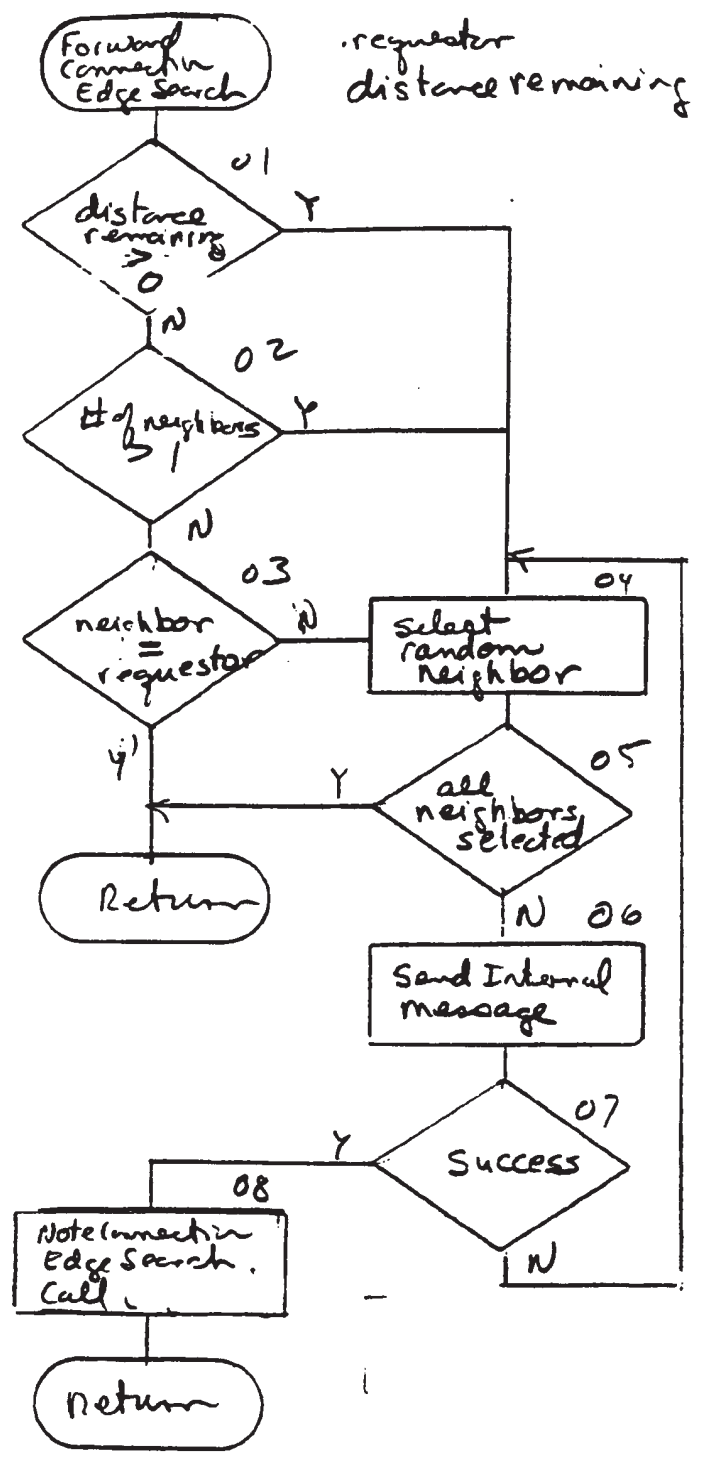 Forward
Connection
Edge Search
.requestor
distance remaining
01
distance
remaining
>
0
Y
N
02
# of neighbors
> 1
Y
N
03
neighbor
=
requestor
N
Y
04
Select
random
neighbor
05
all
neighbors
selected
Y
N
Return
06
Send Internal
message
07
Success
Y
N
08
Note Connection
Edge Search
Call
Return